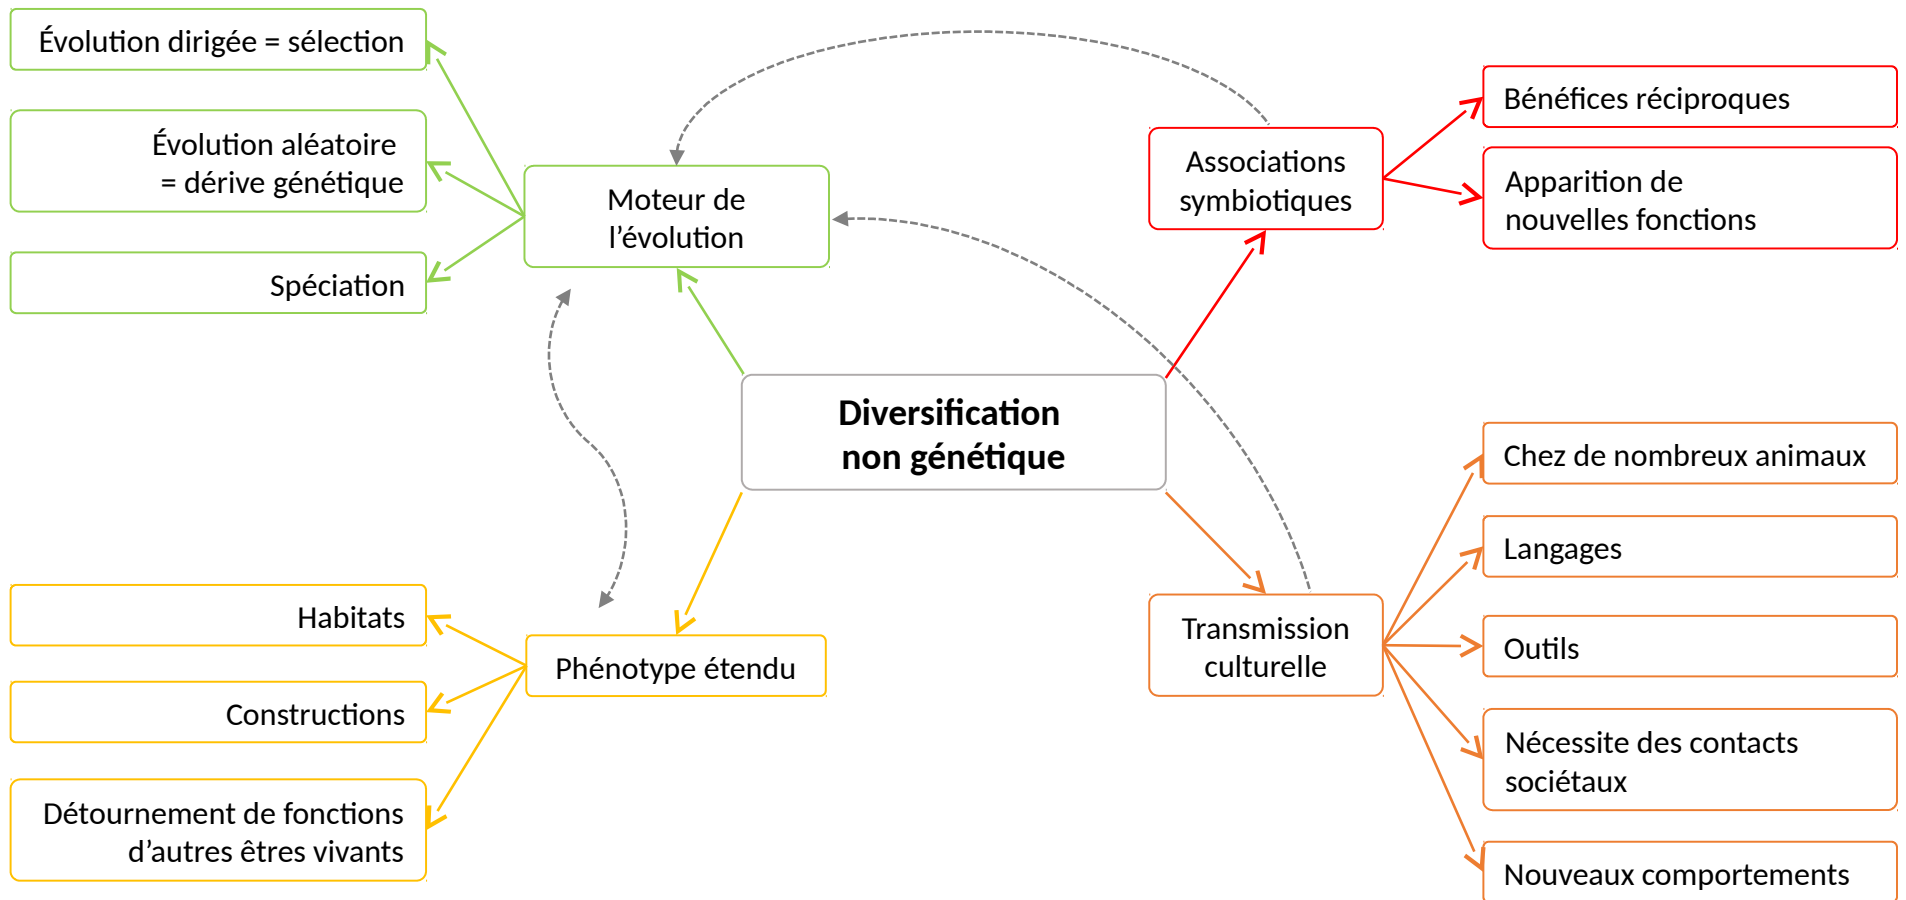 Évolution dirigée = sélection
Évolution aléatoire
= dérive génétique
Spéciation
Moteur de
l’évolution
Associations
symbiotiques
Bénéfices réciproques
Apparition de
nouvelles fonctions
Diversification
non génétique
Habitats
Constructions
Détournement de fonctions
d’autres êtres vivants
Phénotype étendu
Transmission
culturelle
Chez de nombreux animaux
Langages
Outils
Nécessite des contacts
sociétaux
Nouveaux comportements